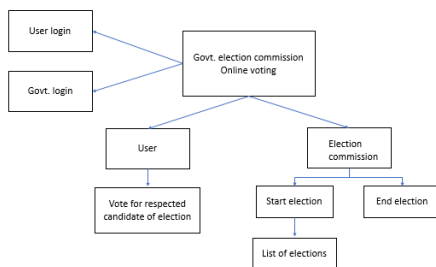 User login
Govt. election commission
Online voting
Govt. login
User
Election
commission
Vote for respected
candidate of election
Start election
End election
List of elections